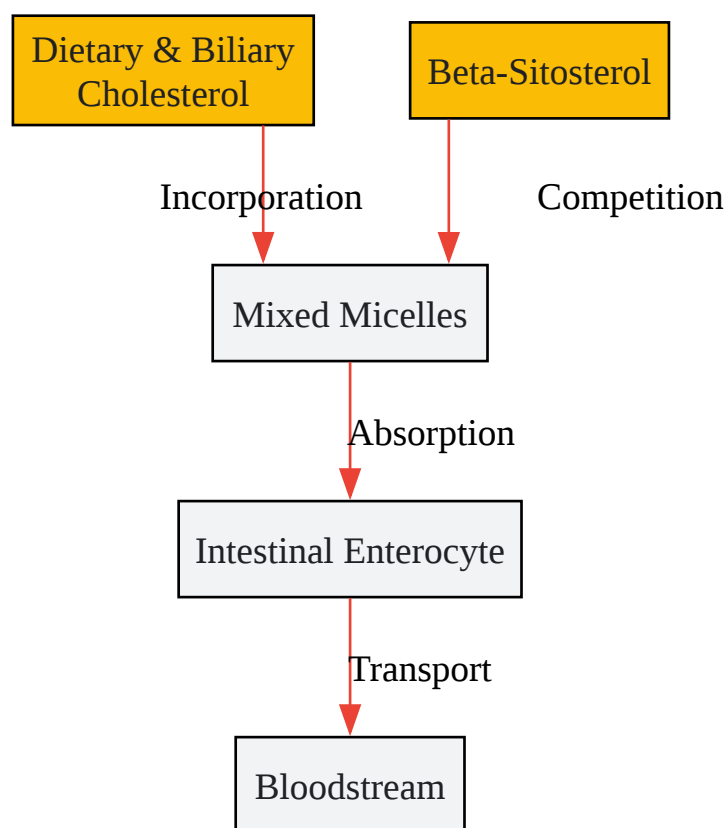 Dietary & Biliary
Cholesterol
Beta-Sitosterol
Incorporation
Competition
Mixed Micelles
Absorption
Intestinal Enterocyte
Transport
Bloodstream